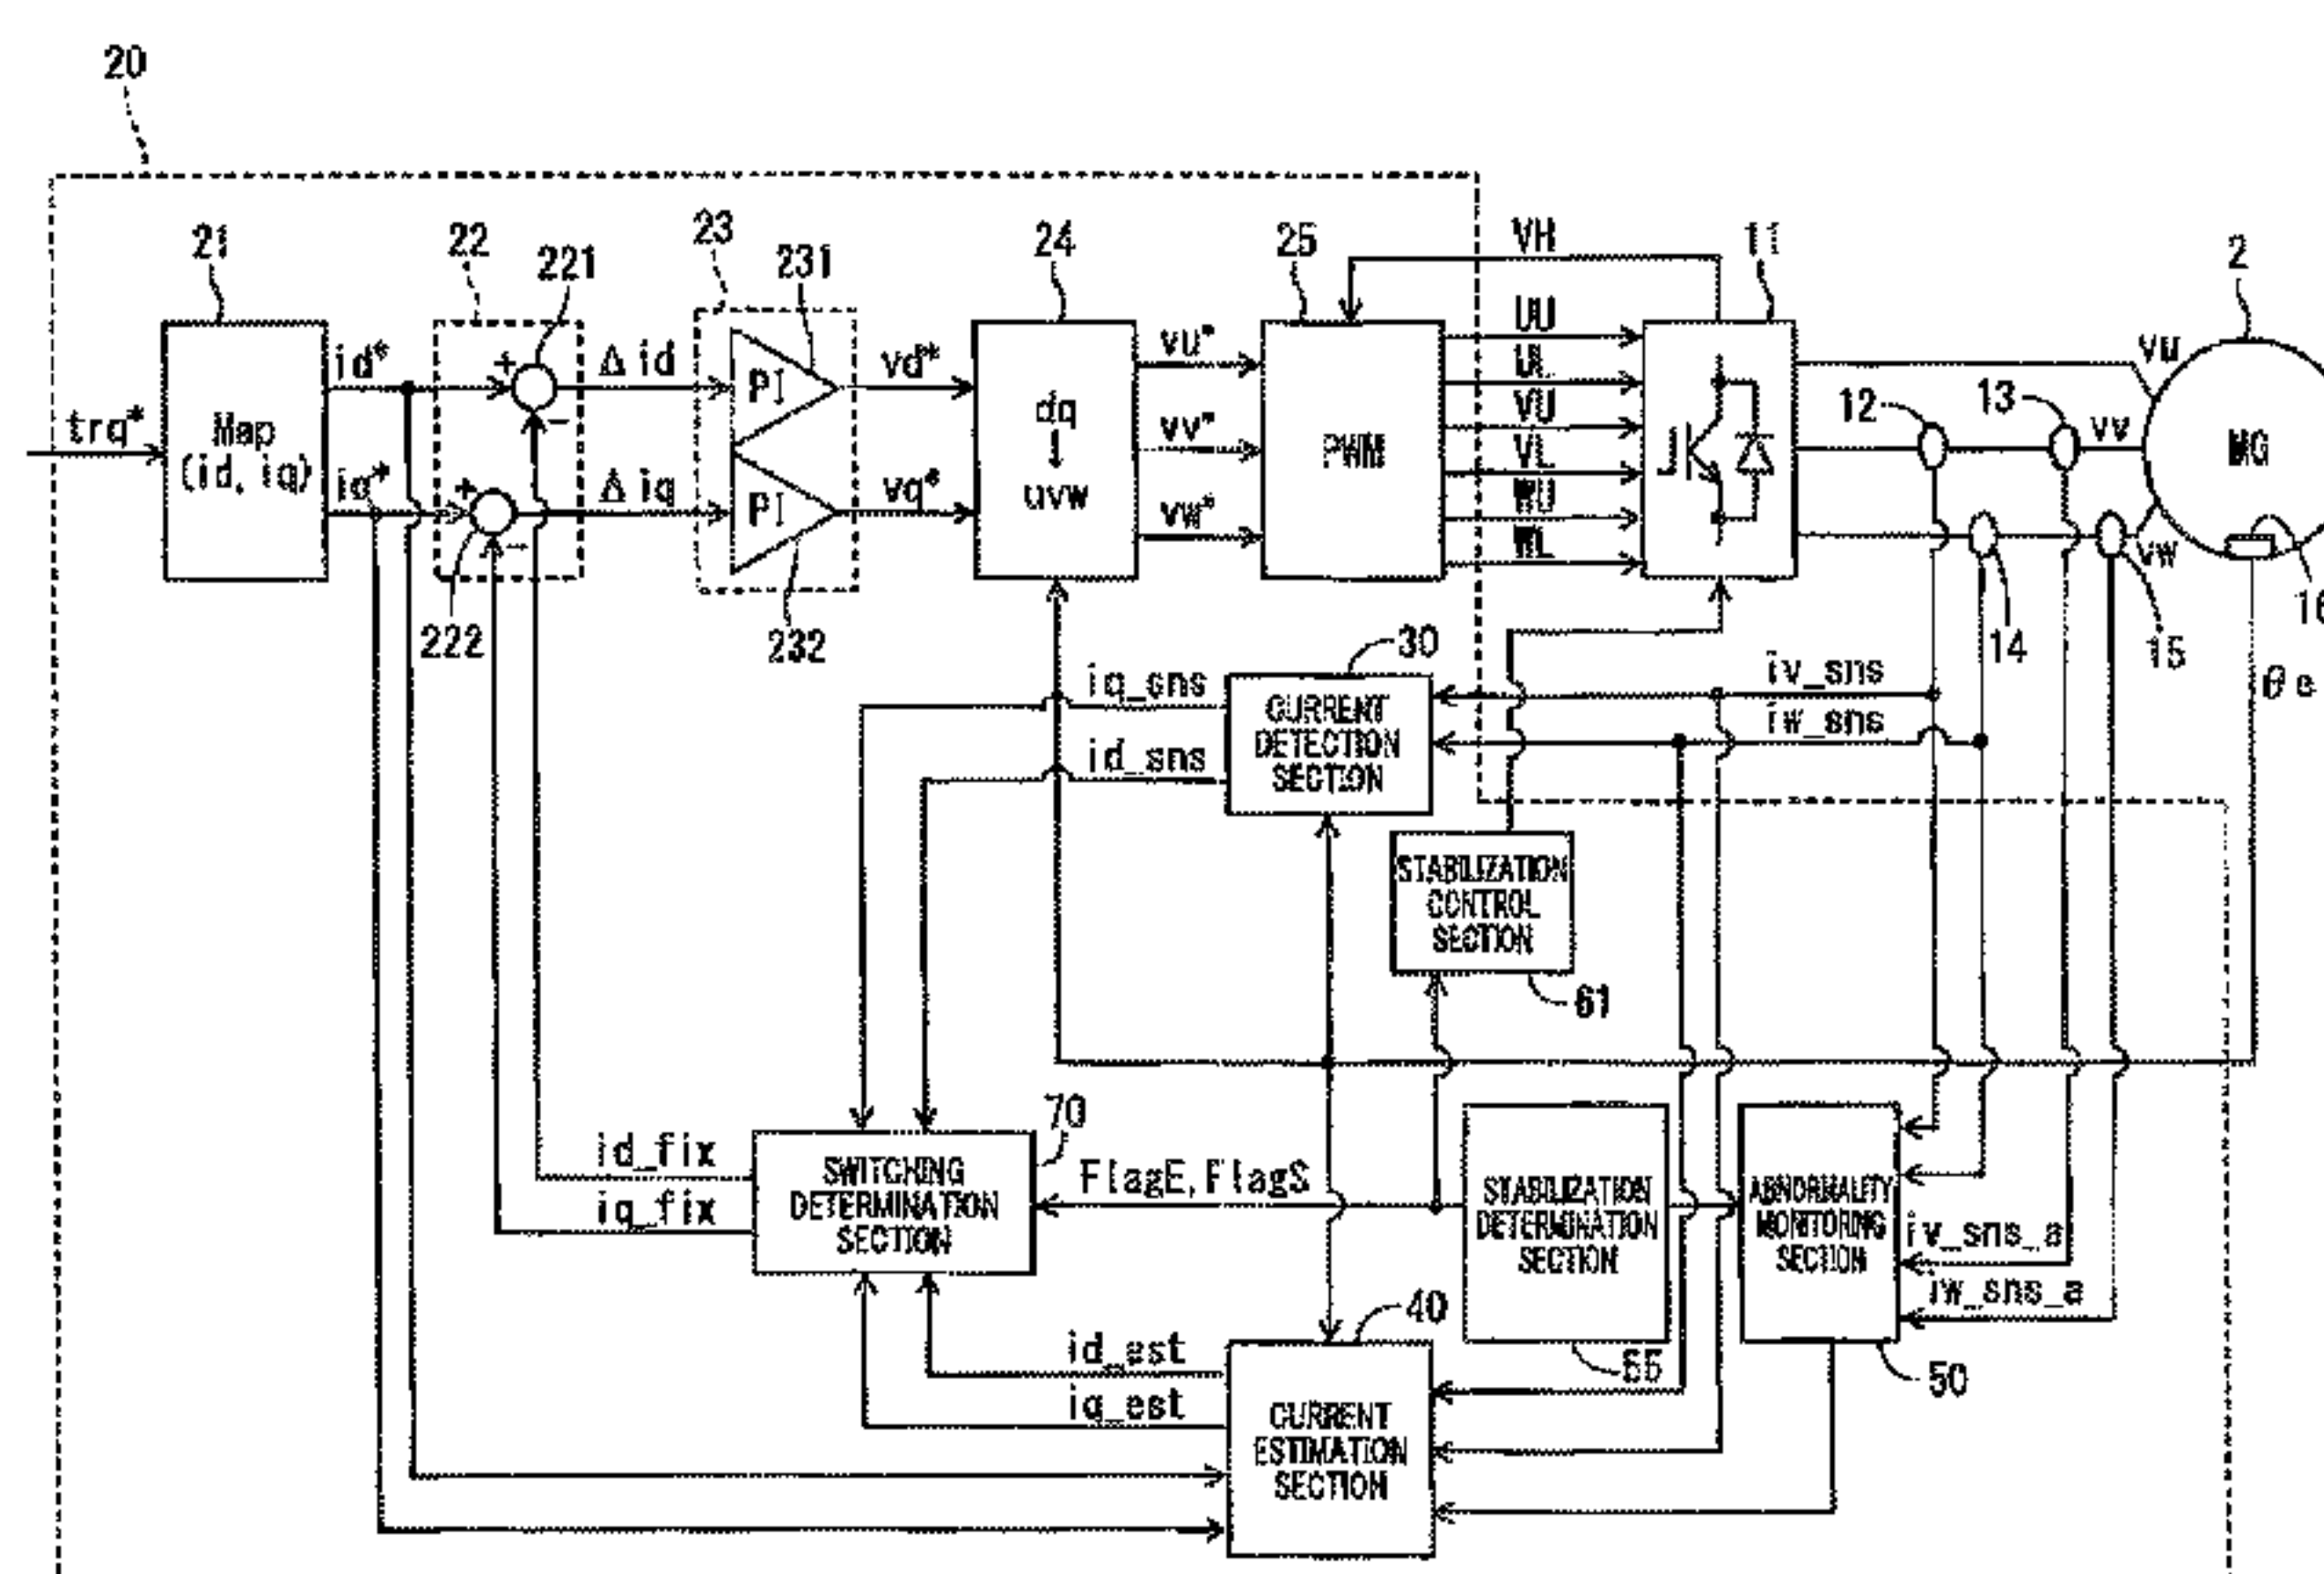 20
21
22
221
23
231
24
25
VH
11
2
id*
+
Δid
PI
vd*
vu*
UU
UL
vu
trq*
Map
(id, iq)
-
dq
vv*
PWM
VU
VL
12
13
vv
MG
iq*
+
Δiq
PI
vq*
uvw
vw*
WU
WL
vw
222
-
232
14
15
16
30
iq_sns
id_sns
CURRENT
DETECTION
SECTION
iv_sns
iw_sns
θe
STABILIZATION
CONTROL
SECTION
61
70
id_fix
iq_fix
SWITCHING
DETERMINATION
SECTION
FlagE, FlagS
STABILIZATION
DETERMINATION
SECTION
65
ABNORMALITY
MONITORING
SECTION
50
iv_sns_a
iw_sns_a
40
id_est
iq_est
CURRENT
ESTIMATION
SECTION